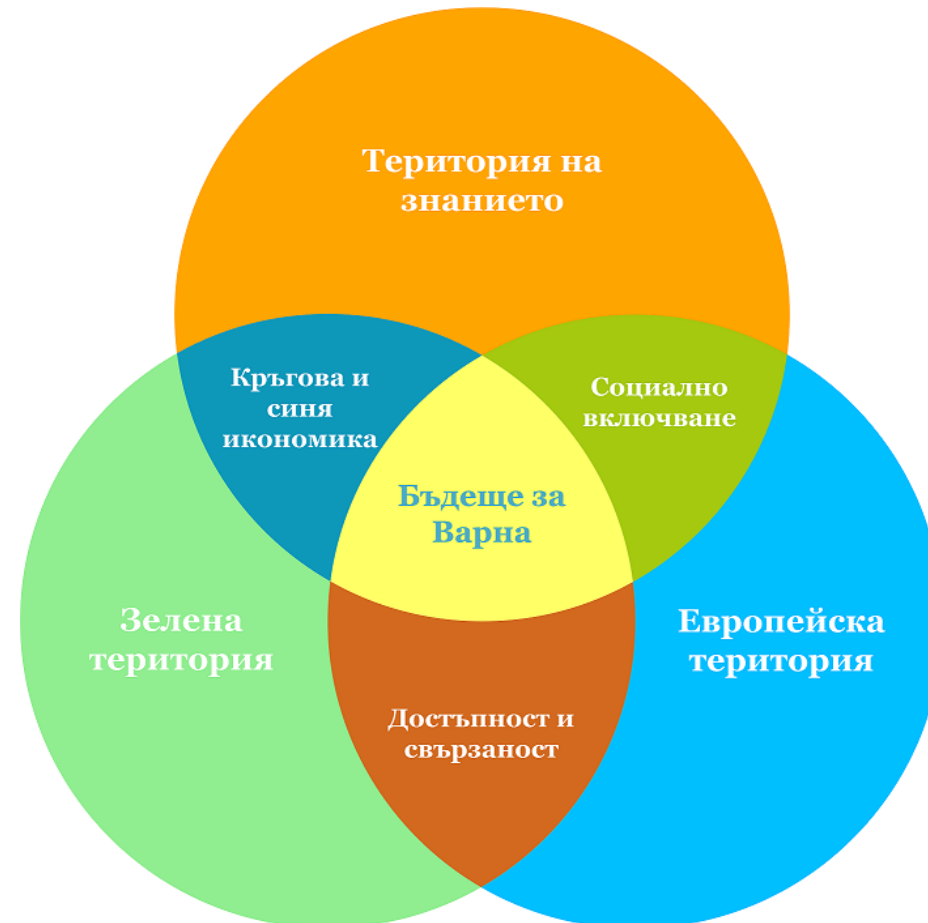 Територия на
знанието
Кръгова и
синя
икономика
Социално
включване
Бъдеще за
Варна
Зелена
територия
Европейска
територия
Достъпност и
свързаност